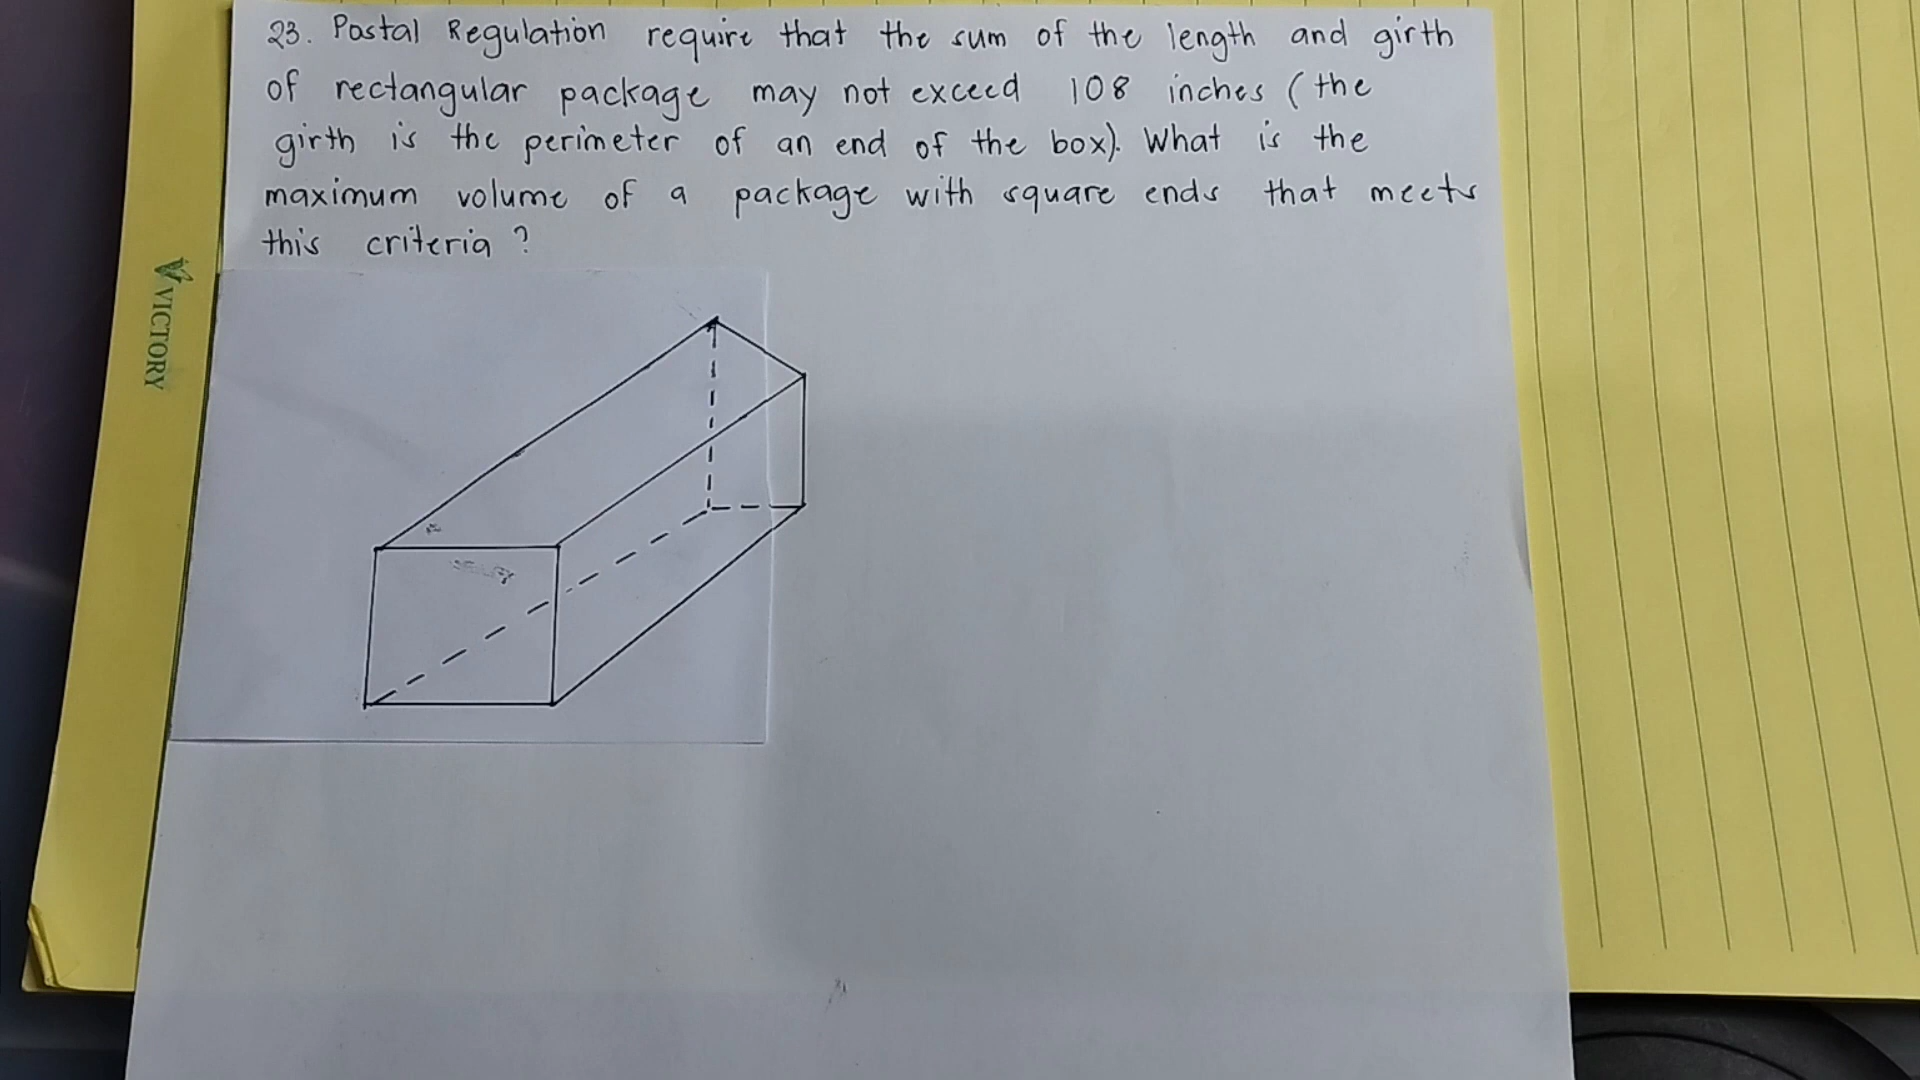 23. Postal Regulation require that the sum of the length and girth
of rectangular package may not exceed 108 inches (the
girth is the perimeter of an end of the box). What is the
maximum volume of a package with square ends that meets
this criteria ?
VICTORY